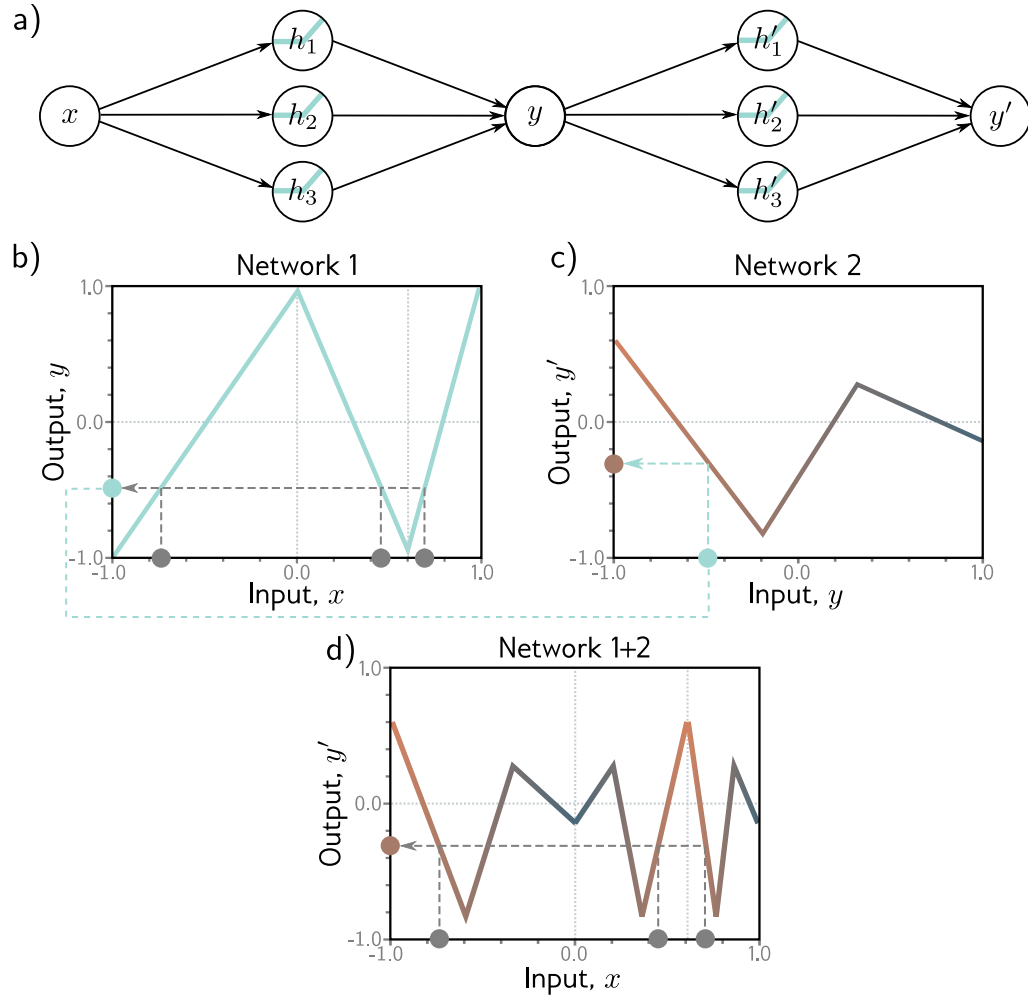 a)
x
h₁
h₂
h₃
y
h′₁
h′₂
h′₃
y′
b)
Network 1
Output, y
1.0
0.0
-1.0
-1.0 0.0 1.0
Input, x
c)
Network 2
Output, y′
1.0
0.0
-1.0
-1.0 0.0 1.0
Input, y
d)
Network 1+2
Output, y′
1.0
0.0
-1.0
-1.0 0.0 1.0
Input, x